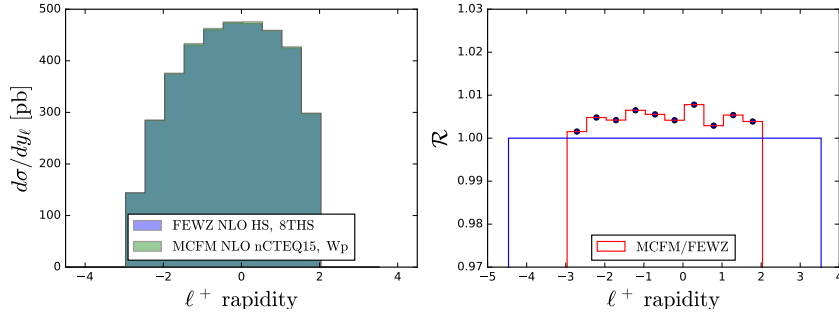 500
400
300
200
100
0
dσ/dy_ℓ [pb]
−4 −2 0 2 4
ℓ⁺ rapidity
FEWZ NLO HS, 8THS
MCFM NLO nCTEQ15, Wp
1.03
1.02
1.01
1.00
0.99
0.98
0.97
ℛ
−5 −4 −3 −2 −1 0 1 2 3 4
ℓ⁺ rapidity
MCFM/FEWZ